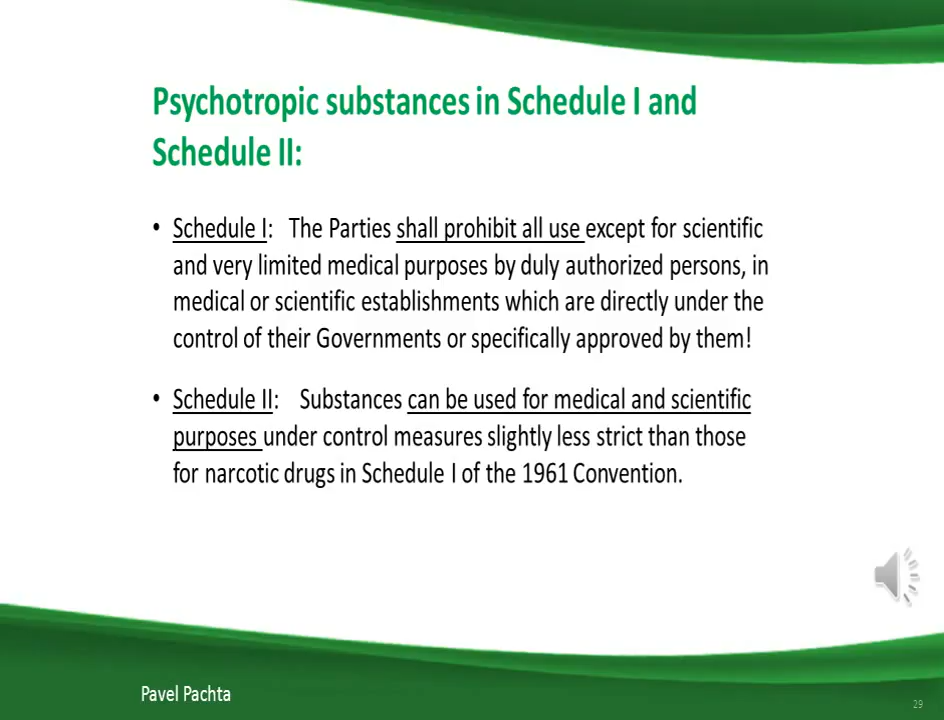 Psychotropic substances in Schedule I and
Schedule II:
• Schedule I: The Parties shall prohibit all use except for scientific
and very limited medical purposes by duly authorized persons, in
medical or scientific establishments which are directly under the
control of their Governments or specifically approved by them!
• Schedule II: Substances can be used for medical and scientific
purposes under control measures slightly less strict than those
for narcotic drugs in Schedule I of the 1961 Convention.
Pavel Pachta
29